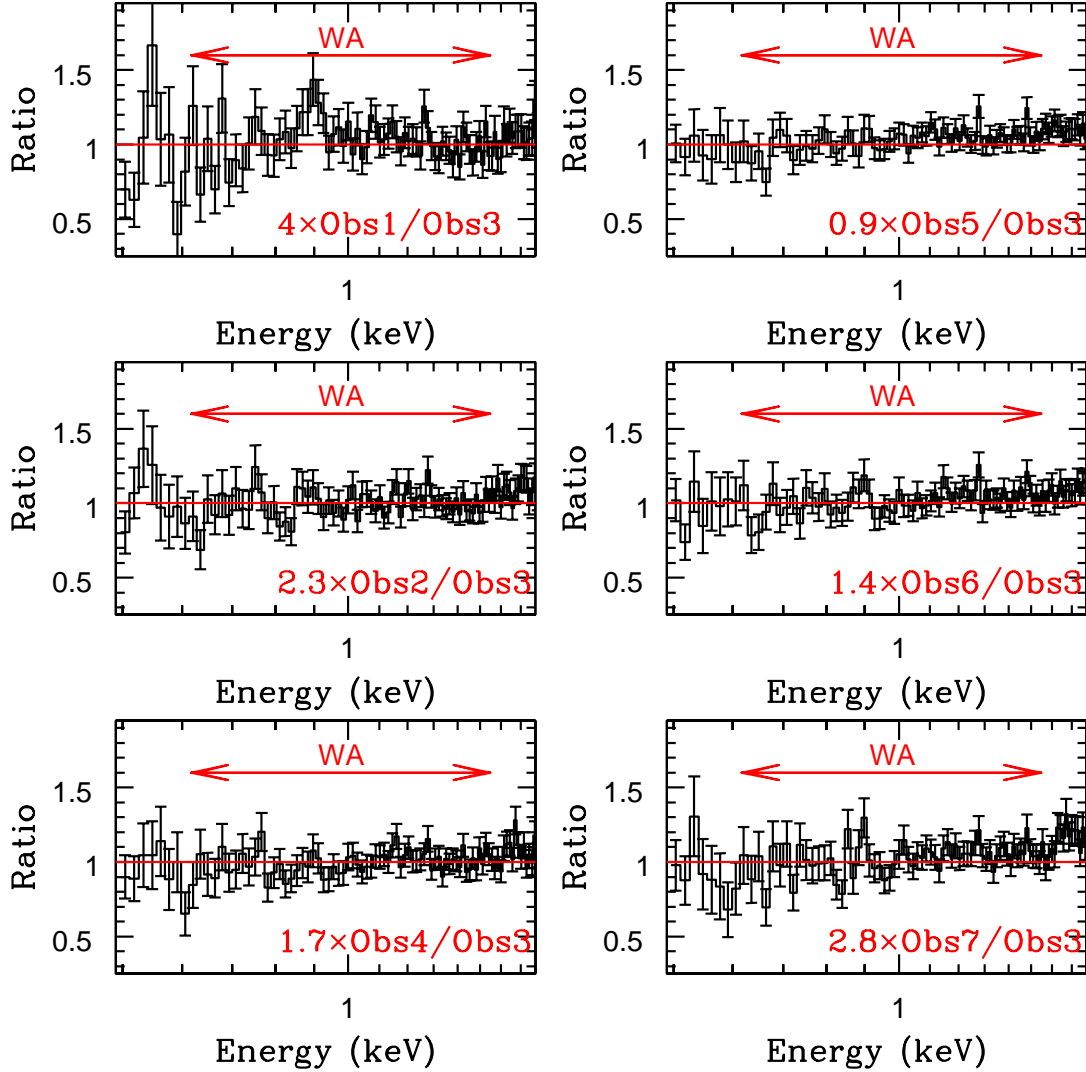 WA
1.5
1
0.5
Ratio
4×Obs1/Obs3
1
Energy (keV)
WA
1.5
1
0.5
Ratio
0.9×Obs5/Obs3
1
Energy (keV)
WA
1.5
1
0.5
Ratio
2.3×Obs2/Obs3
1
Energy (keV)
WA
1.5
1
0.5
Ratio
1.4×Obs6/Obs3
1
Energy (keV)
WA
1.5
1
0.5
Ratio
1.7×Obs4/Obs3
1
Energy (keV)
WA
1.5
1
0.5
Ratio
2.8×Obs7/Obs3
1
Energy (keV)